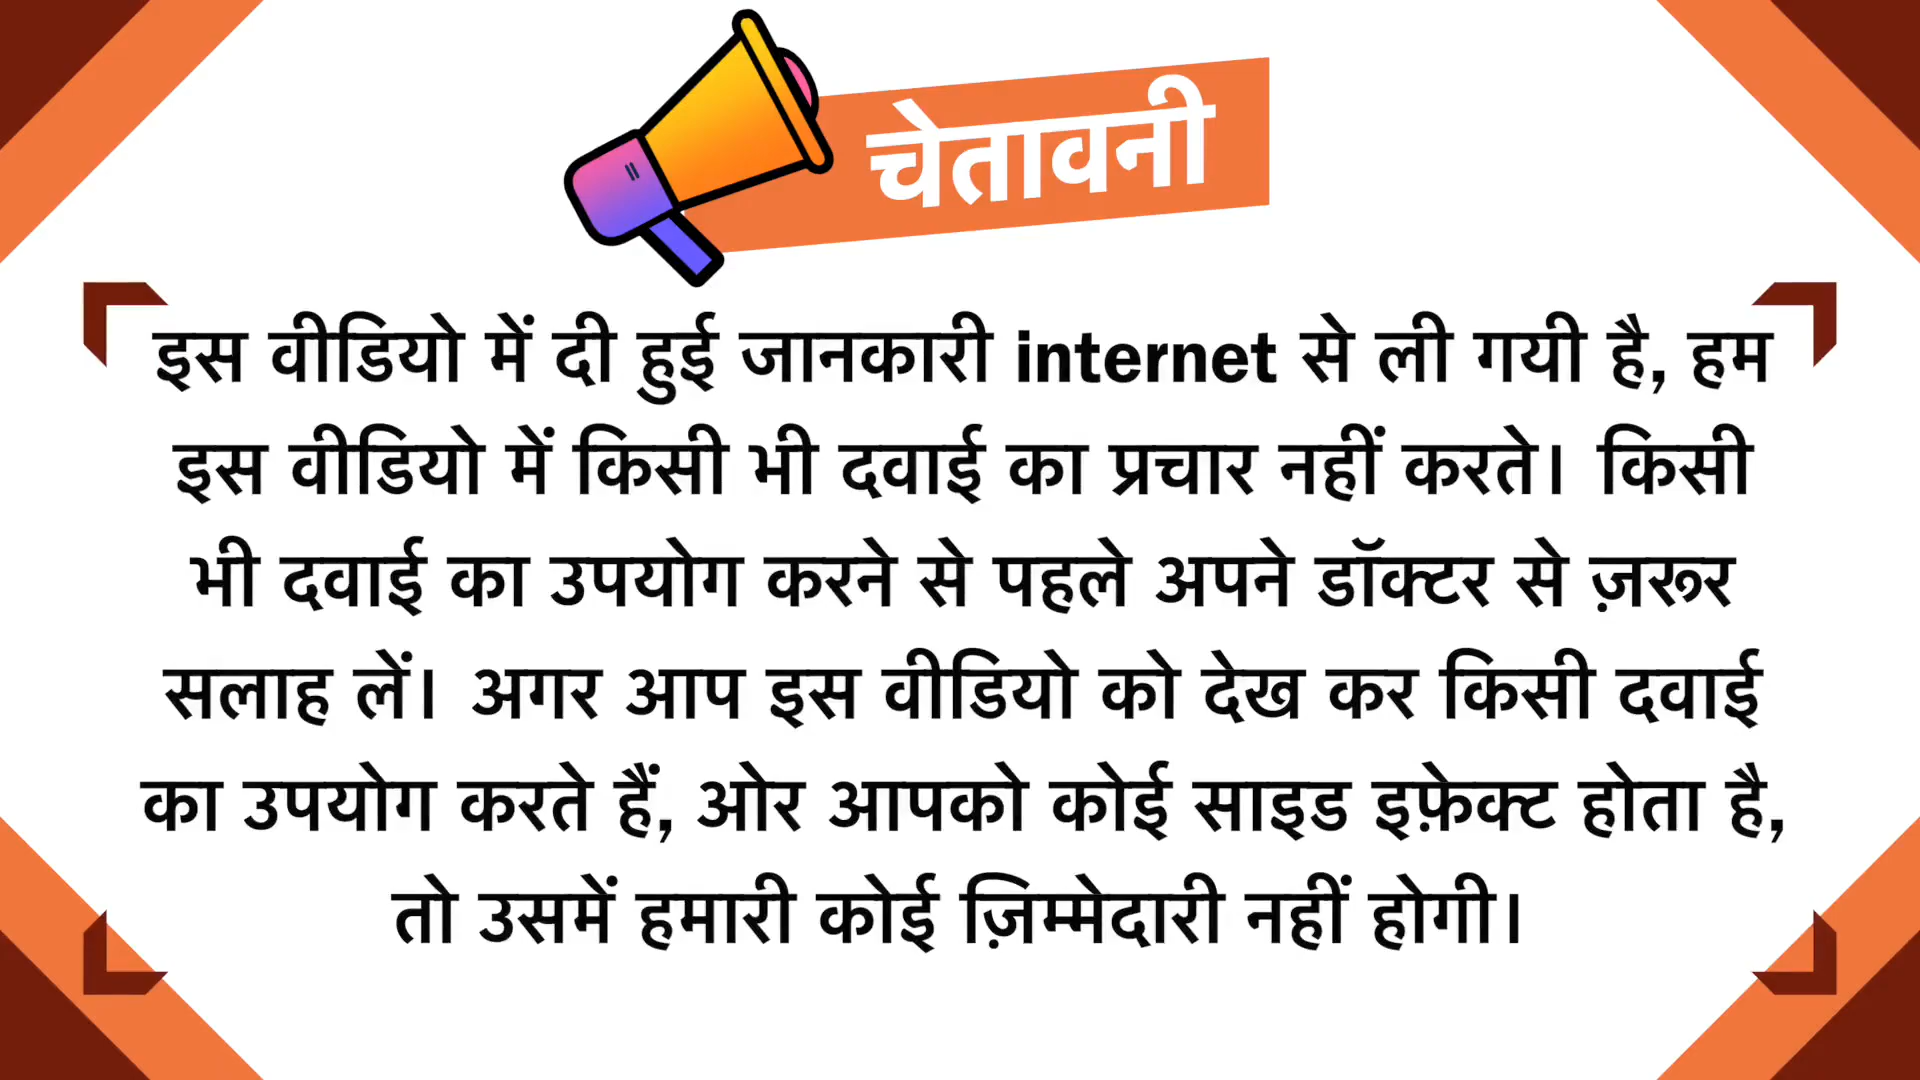 चेतावनी
इस वीडियो में दी हुई जानकारी internet से ली गयी है, हम
इस वीडियो में किसी भी दवाई का प्रचार नहीं करते। किसी
भी दवाई का उपयोग करने से पहले अपने डॉक्टर से ज़रूर
सलाह लें। अगर आप इस वीडियो को देख कर किसी दवाई
का उपयोग करते हैं, ओर आपको कोई साइड इफ़ेक्ट होता है,
तो उसमें हमारी कोई ज़िम्मेदारी नहीं होगी।